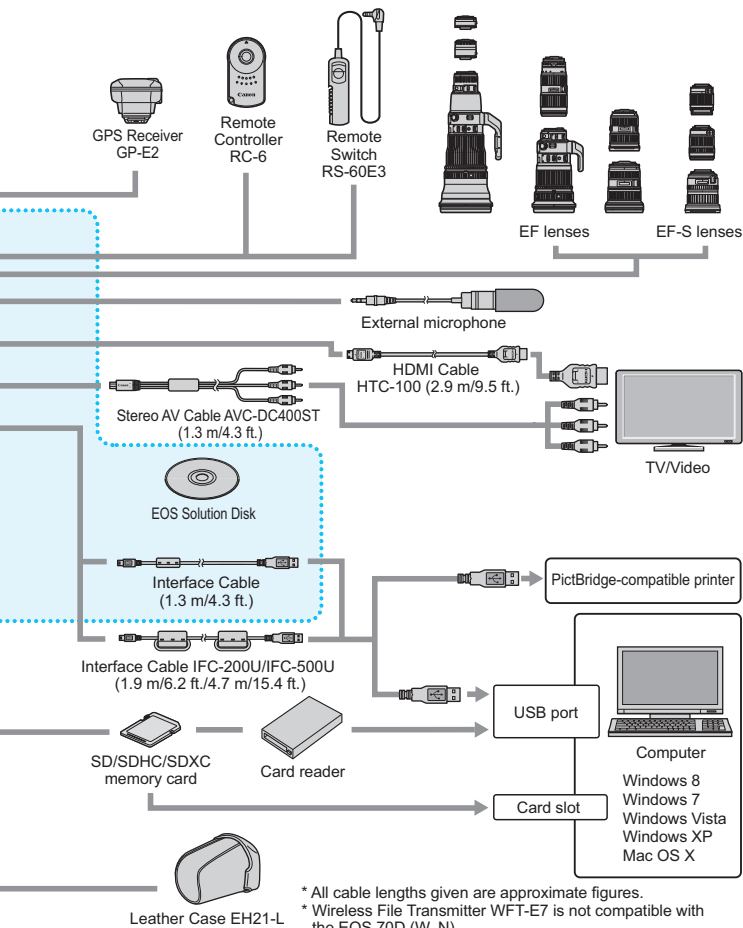 GPS Receiver
GP-E2
Canon
Remote
Controller
RC-6
Remote
Switch
RS-60E3
EF lenses
EF-S lenses
External microphone
HDMI Cable
HTC-100 (2.9 m/9.5 ft.)
Stereo AV Cable AVC-DC400ST
(1.3 m/4.3 ft.)
TV/Video
EOS Solution Disk
Interface Cable
(1.3 m/4.3 ft.)
PictBridge-compatible printer
Interface Cable IFC-200U/IFC-500U
(1.9 m/6.2 ft./4.7 m/15.4 ft.)
USB port
SD/SDHC/SDXC
memory card
Card reader
Computer
Windows 8
Windows 7
Windows Vista
Windows XP
Mac OS X
Card slot
Leather Case EH21-L
* All cable lengths given are approximate figures.
* Wireless File Transmitter WFT-E7 is not compatible with
the EOS 70D (W, N)